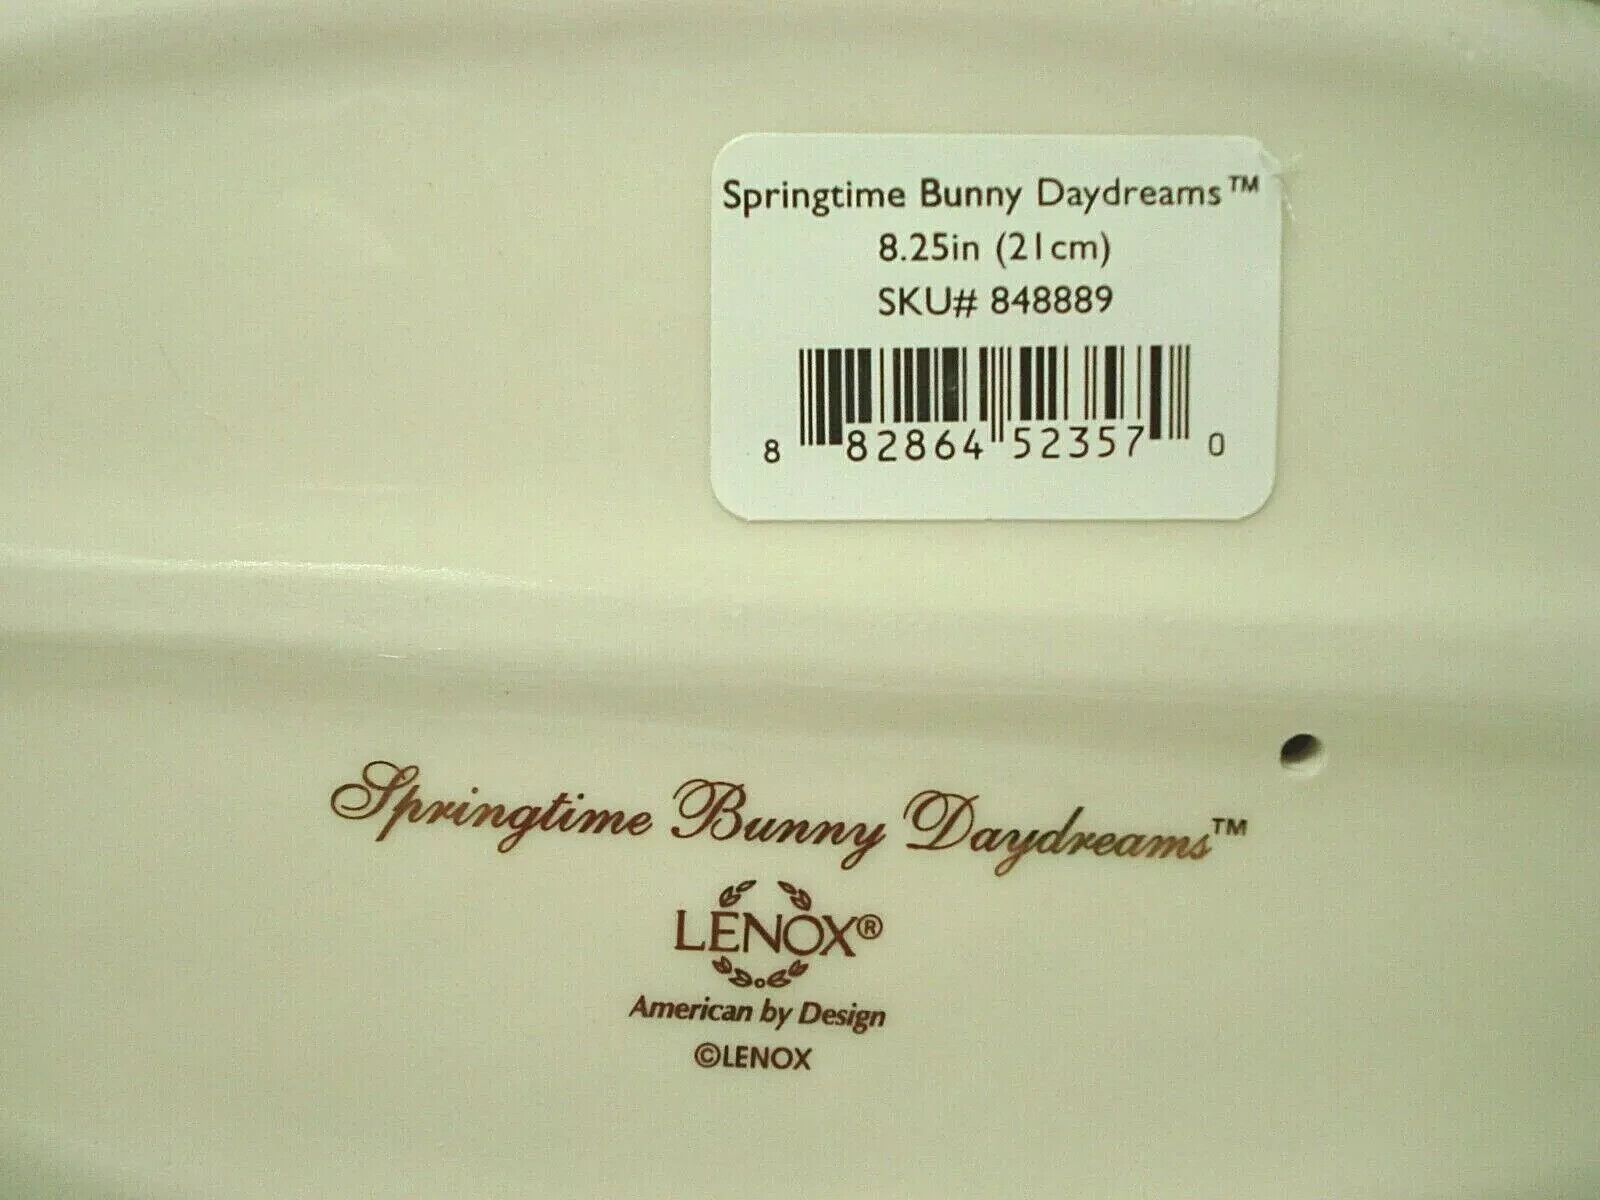 Springtime Bunny Daydreams™
8.25in (21cm)
SKU# 848889
8 82864 52357 0
Springtime Bunny Daydreams™
LENOX®
American by Design
©LENOX